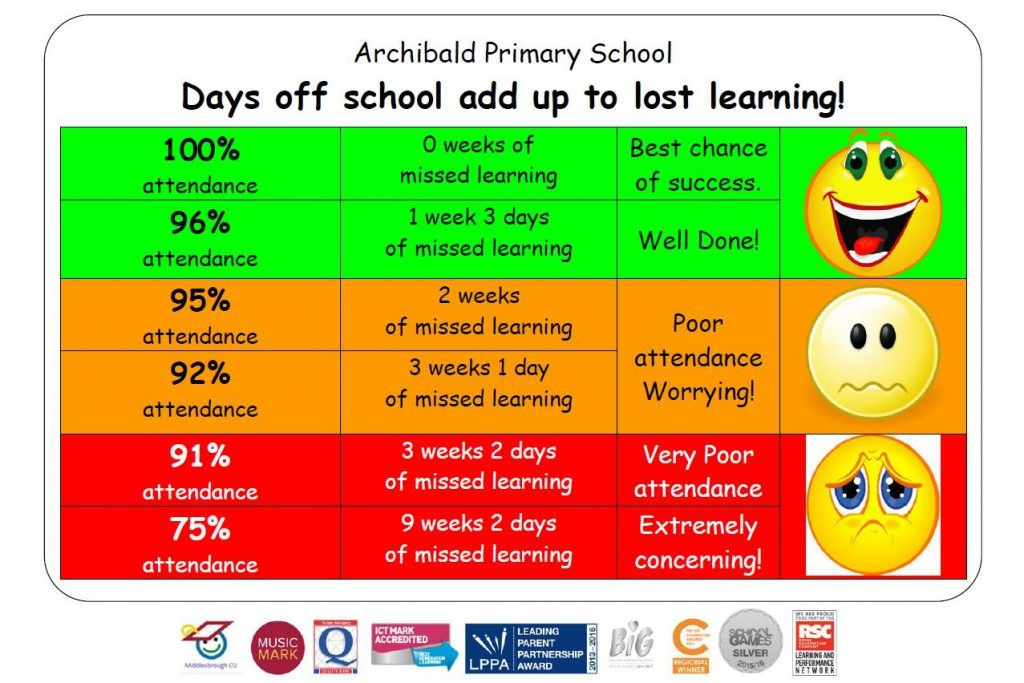 Archibald Primary School
Days off school add up to lost learning!
100%
attendance
0 weeks of
missed learning
Best chance
of success.
96%
attendance
1 week 3 days
of missed learning
Well Done!
95%
attendance
2 weeks
of missed learning
Poor
attendance
Worrying!
92%
attendance
3 weeks 1 day
of missed learning
91%
attendance
3 weeks 2 days
of missed learning
Very Poor
attendance
75%
attendance
9 weeks 2 days
of missed learning
Extremely
concerning!
Middlesbrough CU
MUSIC
MARK
Q
ICT MARK
ACCREDITED
NEXT
GENERATION
LEARNING
LPPA
LEADING
PARENT
PARTNERSHIP
AWARD
2013-2016
BIG
C
REGIONAL
WINNER
SCHOOL
GAMES
SILVER
2015/16
WE ARE PROUD
TO BE PART OF THE
RSC
LEARNING AND
PERFORMANCE
NETWORK